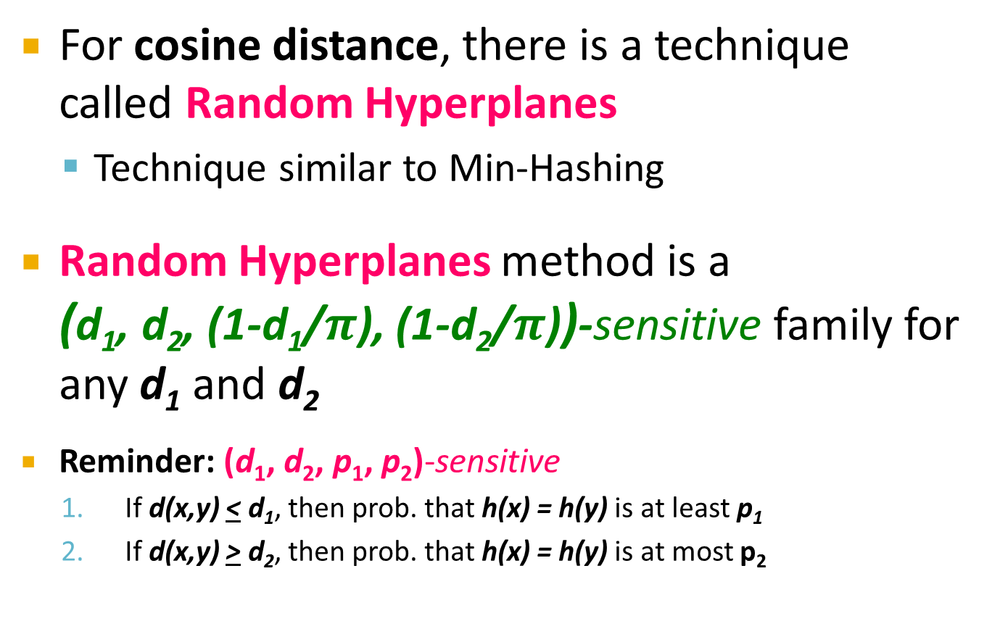 For cosine distance, there is a technique
called Random Hyperplanes
Technique similar to Min-Hashing
Random Hyperplanes method is a
(d1, d2, (1-d1/π), (1-d2/π))-sensitive family for
any d1 and d2
Reminder: (d1, d2, p1, p2)-sensitive
1. If d(x,y) ≤ d1, then prob. that h(x) = h(y) is at least p1
2. If d(x,y) ≥ d2, then prob. that h(x) = h(y) is at most p2